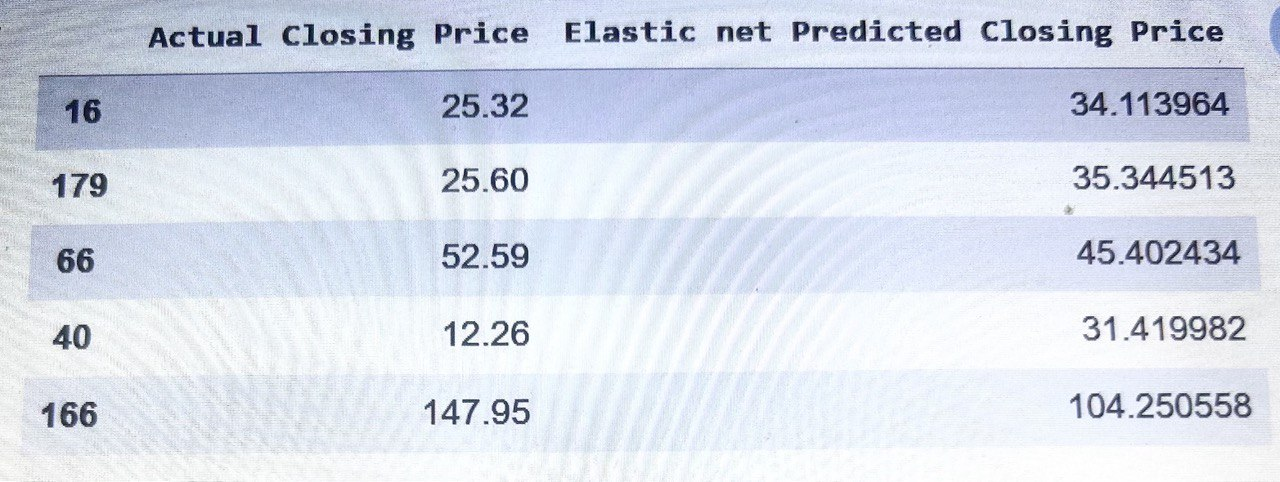 Actual Closing Price Elastic net Predicted Closing Price
16 25.32 34.113964
179 25.60 35.344513
66 52.59 45.402434
40 12.26 31.419982
166 147.95 104.250558